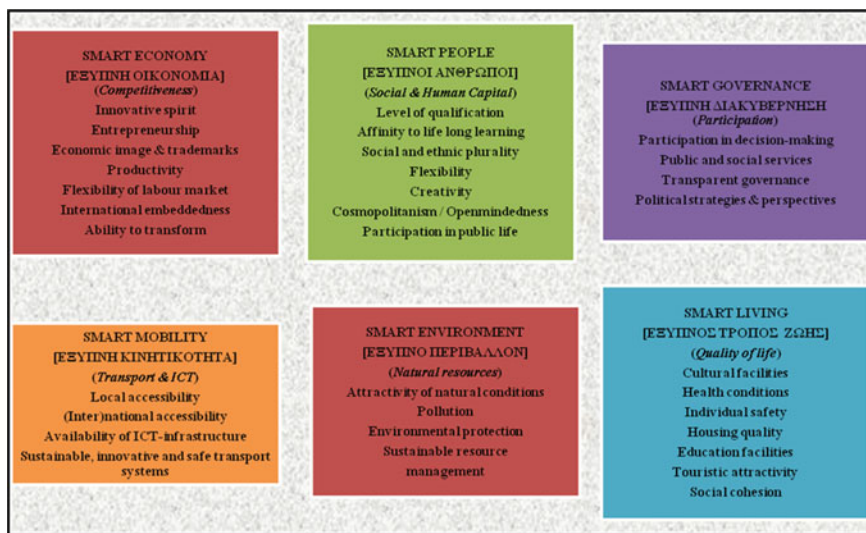 SMART ECONOMY
[ΕΞΥΠΝΗ ΟΙΚΟΝΟΜΙΑ]
(Competitiveness)
Innovative spirit
Entrepreneurship
Economic image & trademarks
Productivity
Flexibility of labour market
International embeddedness
Ability to transform
SMART PEOPLE
[ΕΞΥΠΝΟΙ ΑΝΘΡΩΠΟΙ]
(Social & Human Capital)
Level of qualification
Affinity to life long learning
Social and ethnic plurality
Flexibility
Creativity
Cosmopolitanism / Openmindedness
Participation in public life
SMART GOVERNANCE
[ΕΞΥΠΝΗ ΔΙΑΚΥΒΕΡΝΗΣΗ]
(Participation)
Participation in decision-making
Public and social services
Transparent governance
Political strategies & perspectives
SMART MOBILITY
[ΕΞΥΠΝΗ ΚΙΝΗΤΙΚΟΤΗΤΑ]
(Transport & ICT)
Local accessibility
(Inter)national accessibility
Availability of ICT-infrastructure
Sustainable, innovative and safe transport
systems
SMART ENVIRONMENT
[ΕΞΥΠΝΟ ΠΕΡΙΒΑΛΛΟΝ]
(Natural resources)
Attractivity of natural conditions
Pollution
Environmental protection
Sustainable resource
management
SMART LIVING
[ΕΞΥΠΝΟΣ ΤΡΟΠΟΣ ΖΩΗΣ]
(Quality of life)
Cultural facilities
Health conditions
Individual safety
Housing quality
Education facilities
Touristic attractivity
Social cohesion